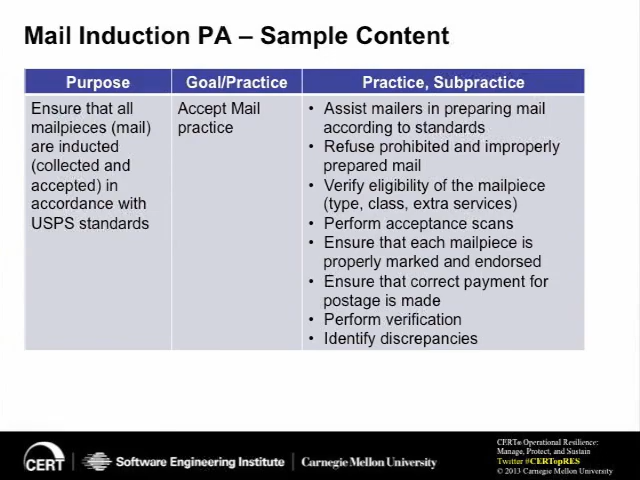 Mail Induction PA – Sample Content
Purpose
Goal/Practice
Practice, Subpractice
Ensure that all
mailpieces (mail)
are inducted
(collected and
accepted) in
accordance with
USPS standards
Accept Mail
practice
• Assist mailers in preparing mail
according to standards
• Refuse prohibited and improperly
prepared mail
• Verify eligibility of the mailpiece
(type, class, extra services)
• Perform acceptance scans
• Ensure that each mailpiece is
properly marked and endorsed
• Ensure that correct payment for
postage is made
• Perform verification
• Identify discrepancies
CERT
Software Engineering Institute
Carnegie Mellon University
CERT® Operational Resilience:
Manage, Protect, and Sustain
Twitter #CERTopRES
© 2013 Carnegie Mellon University